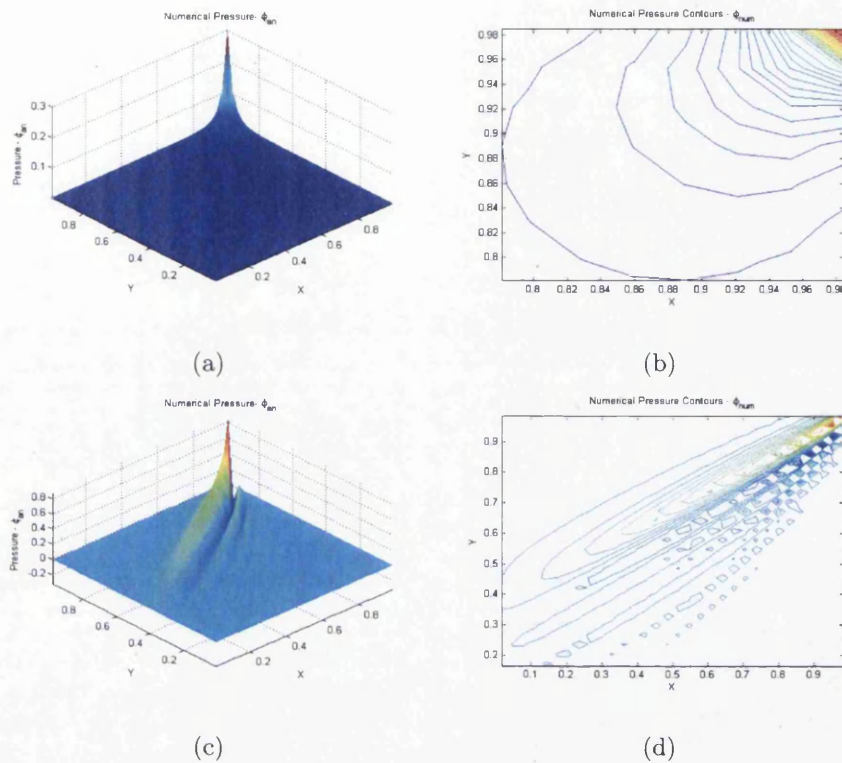 Numerical Pressure- ϕan
Pressure - ϕan
0.3
0.2
0.1
0.8
0.6
0.4
0.2
Y
0.2
0.4
0.6
0.8
X
(a)
Numerical Pressure Contours - ϕnum
0.98
0.96
0.94
0.92
0.9
0.88
0.86
0.84
0.82
0.8
Y
0.8 0.82 0.84 0.86 0.88 0.9 0.92 0.94 0.96 0.98
X
(b)
Numerical Pressure- ϕan
Pressure - ϕan
0.8
0.6
0.4
0.2
0
-0.2
0.8
0.6
0.4
0.2
Y
0.2
0.4
0.6
0.8
X
(c)
Numerical Pressure Contours - ϕnum
0.9
0.8
0.7
0.6
0.5
0.4
0.3
0.2
Y
0.1 0.2 0.3 0.4 0.5 0.6 0.7 0.8 0.9
X
(d)